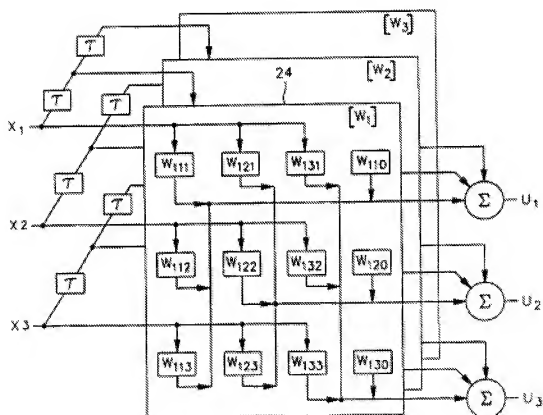 [W₃]
τ
24
[W₂]
τ
τ
[W₁]
X₁
W₁₁₁ W₁₂₁ W₁₃₁ W₁₁₀
τ
τ
Σ U₁
X2
W₁₁₂ W₁₂₂ W₁₃₂ W₁₂₀
τ
Σ U₂
X3
W₁₁₃ W₁₂₃ W₁₃₃ W₁₃₀
Σ U₃